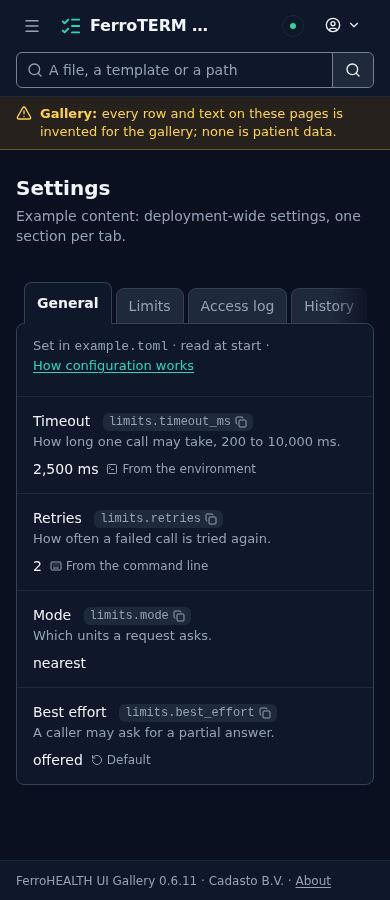 FerroTERM ...
A file, a template or a path
Gallery: every row and text on these pages is
invented for the gallery; none is patient data.
Settings
Example content: deployment-wide settings, one
section per tab.
General Limits Access log History
Set in example.toml · read at start ·
How configuration works
Timeout limits.timeout_ms
How long one call may take, 200 to 10,000 ms.
2,500 ms From the environment
Retries limits.retries
How often a failed call is tried again.
2 From the command line
Mode limits.mode
Which units a request asks.
nearest
Best effort limits.best_effort
A caller may ask for a partial answer.
offered Default
FerroHEALTH UI Gallery 0.6.11 · Cadasto B.V. · About